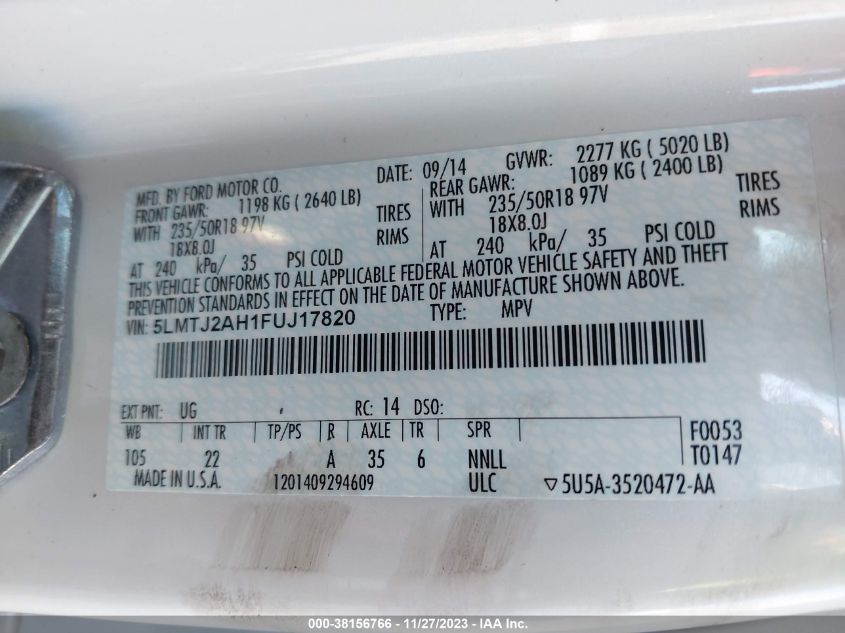 MFD. BY FORD MOTOR CO. DATE: 09/14 GVWR: 2277 KG ( 5020 LB)
FRONT GAWR: 1198 KG ( 2640 LB) REAR GAWR: 1089 KG ( 2400 LB)
WITH 235/50R18 97V TIRES WITH 235/50R18 97V TIRES
18X8.0J RIMS 18X8.0J RIMS
AT 240 kPa/ 35 PSI COLD AT 240 kPa/ 35 PSI COLD
THIS VEHICLE CONFORMS TO ALL APPLICABLE FEDERAL MOTOR VEHICLE SAFETY AND THEFT
PREVENTION STANDARDS IN EFFECT ON THE DATE OF MANUFACTURE SHOWN ABOVE.
VIN: 5LMTJ2AH1FUJ17820 TYPE: MPV
EXT PNT: UG RC: 14 DSO:
WB INT TR TP/PS R AXLE TR SPR F0053
105 22 A 35 6 NNLL T0147
MADE IN U.S.A. 1201409294609 ULC ▽5U5A-3520472-AA
000-38156766 - 11/27/2023 - IAA Inc.